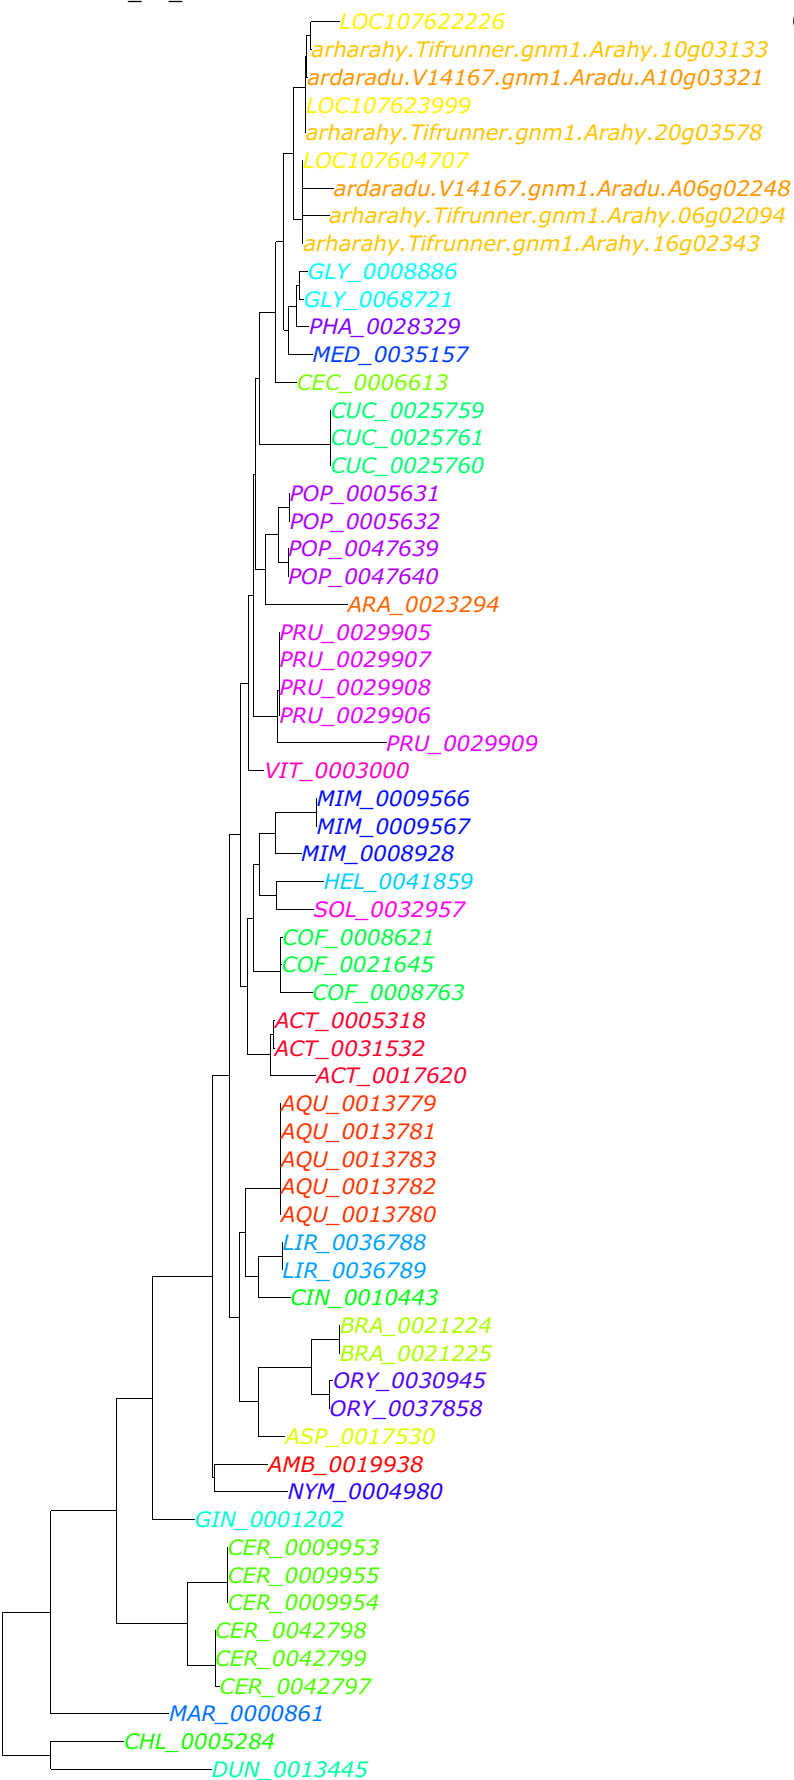 LOC107622226
arharahy.Tifrunner.gnm1.Arahy.10g03133
ardaradu.V14167.gnm1.Aradu.A10g03321
LOC107623999
arharahy.Tifrunner.gnm1.Arahy.20g03578
LOC107604707
ardaradu.V14167.gnm1.Aradu.A06g02248
arharahy.Tifrunner.gnm1.Arahy.06g02094
arharahy.Tifrunner.gnm1.Arahy.16g02343
GLY_0008886
GLY_0068721
PHA_0028329
MED_0035157
CEC_0006613
CUC_0025759
CUC_0025761
CUC_0025760
POP_0005631
POP_0005632
POP_0047639
POP_0047640
ARA_0023294
PRU_0029905
PRU_0029907
PRU_0029908
PRU_0029906
PRU_0029909
VIT_0003000
MIM_0009566
MIM_0009567
MIM_0008928
HEL_0041859
SOL_0032957
COF_0008621
COF_0021645
COF_0008763
ACT_0005318
ACT_0031532
ACT_0017620
AQU_0013779
AQU_0013781
AQU_0013783
AQU_0013782
AQU_0013780
LIR_0036788
LIR_0036789
CIN_0010443
BRA_0021224
BRA_0021225
ORY_0030945
ORY_0037858
ASP_0017530
AMB_0019938
NYM_0004980
GIN_0001202
CER_0009953
CER_0009955
CER_0009954
CER_0042798
CER_0042799
CER_0042797
MAR_0000861
CHL_0005284
DUN_0013445